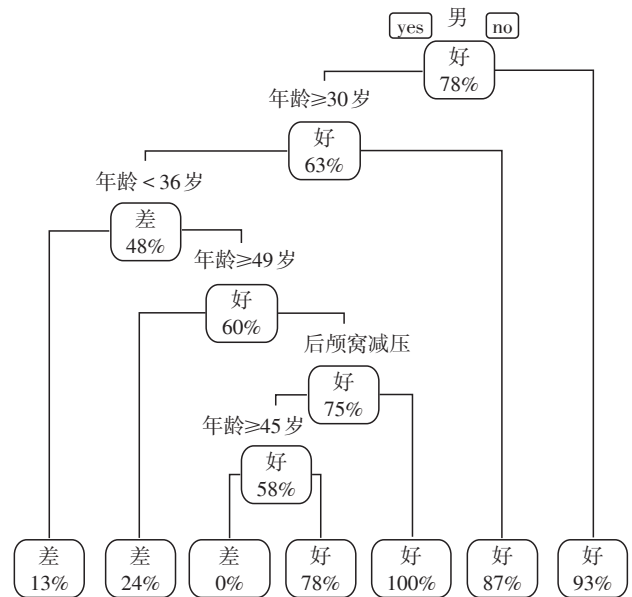 男
yes
no
好
78%
年龄≥30岁
好
63%
年龄<36岁
差
48%
年龄≥49岁
好
60%
后颅窝减压
好
75%
年龄≥45岁
好
58%
差
13%
差
24%
差
0%
好
78%
好
100%
好
87%
好
93%